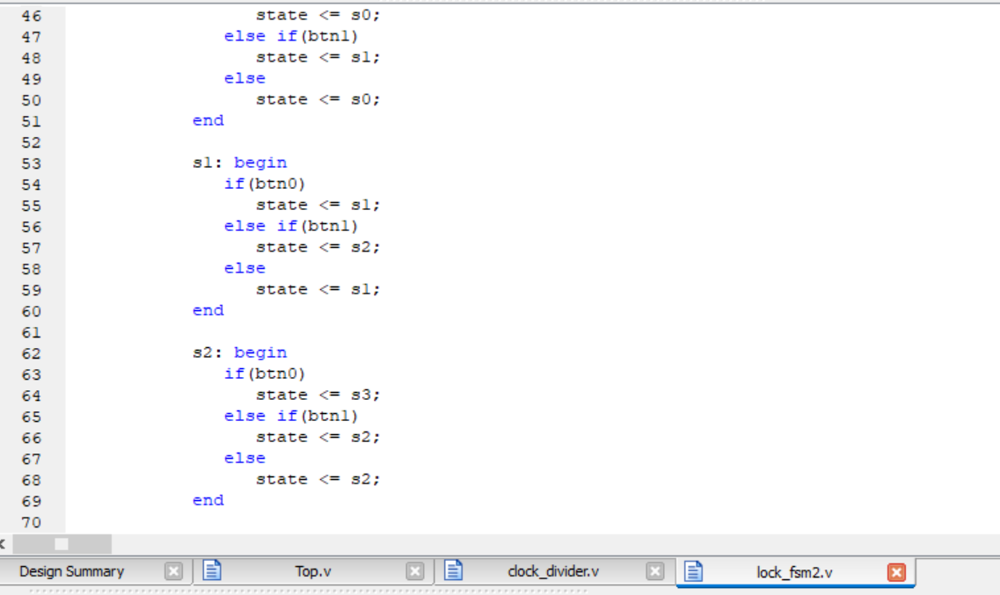 46 state <= s0;
47 else if(btn1)
48 state <= s1;
49 else
50 state <= s0;
51 end
52
53 s1: begin
54 if(btn0)
55 state <= s1;
56 else if(btn1)
57 state <= s2;
58 else
59 state <= s1;
60 end
61
62 s2: begin
63 if(btn0)
64 state <= s3;
65 else if(btn1)
66 state <= s2;
67 else
68 state <= s2;
69 end
70
Design Summary Top.v clock_divider.v lock_fsm2.v